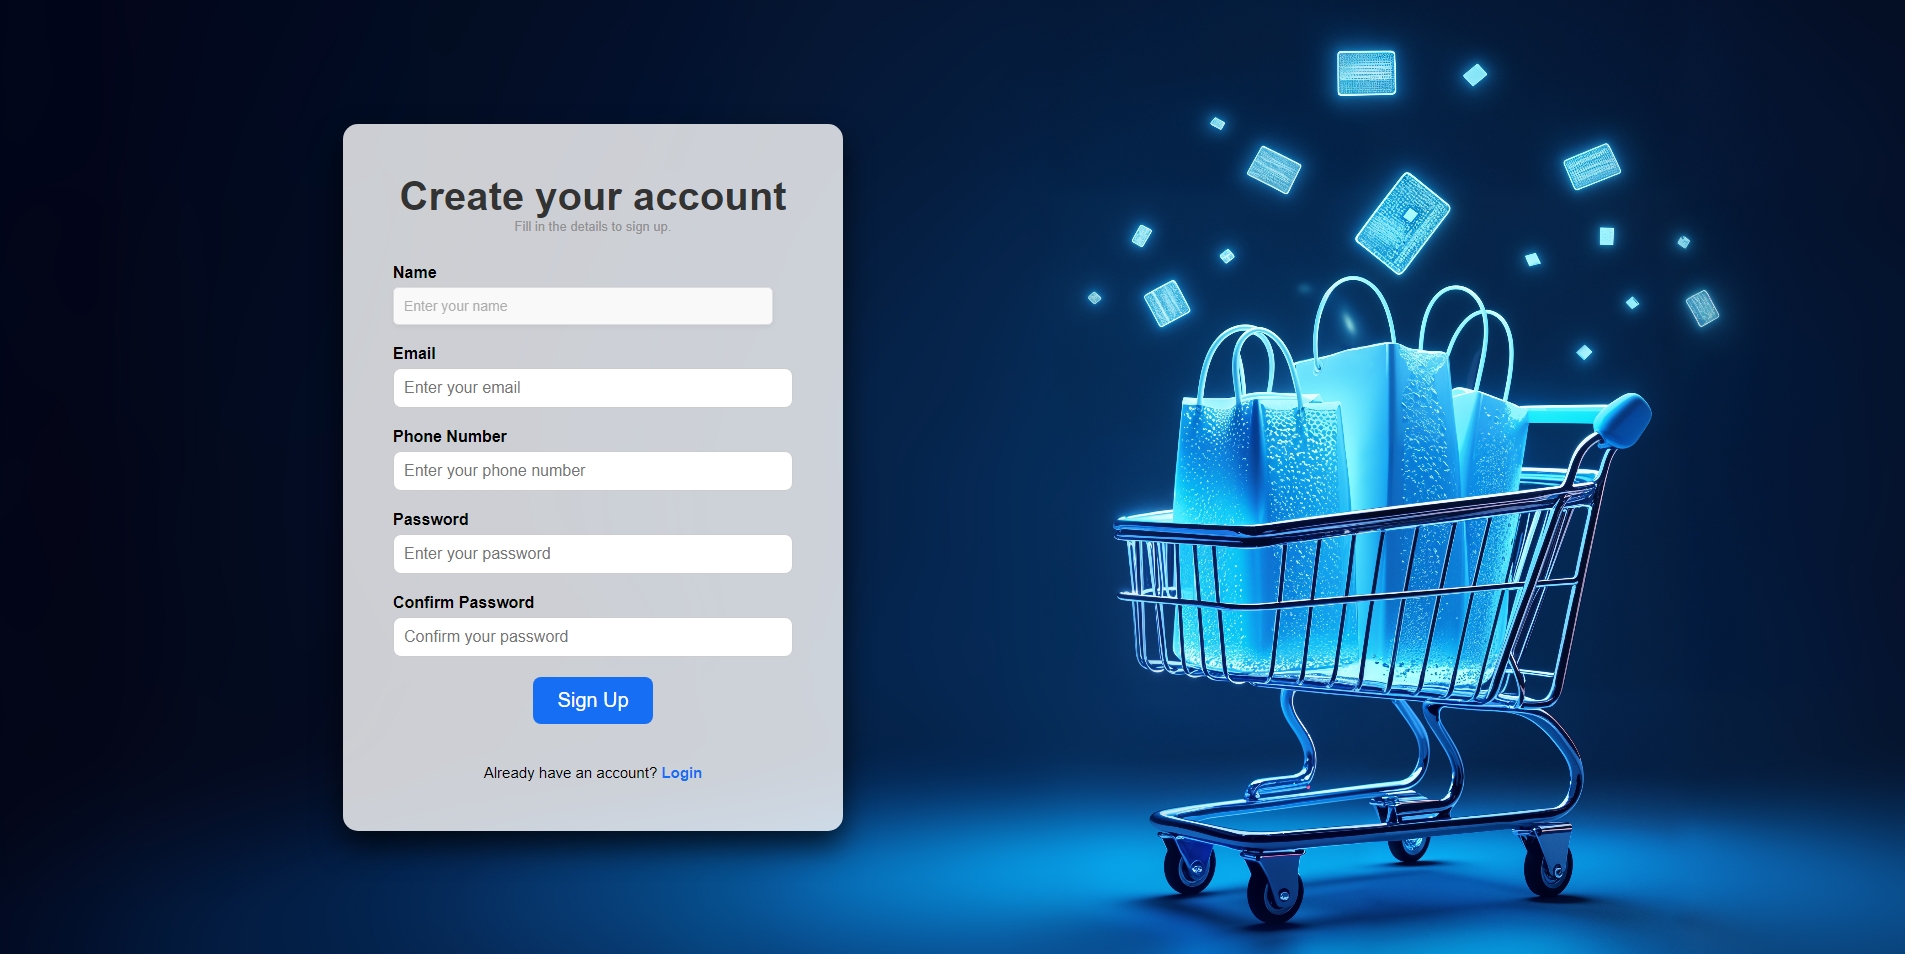 Create your account
Fill in the details to sign up.
Name
Enter your name
Email
Enter your email
Phone Number
Enter your phone number
Password
Enter your password
Confirm Password
Confirm your password
Sign Up
Already have an account? Login